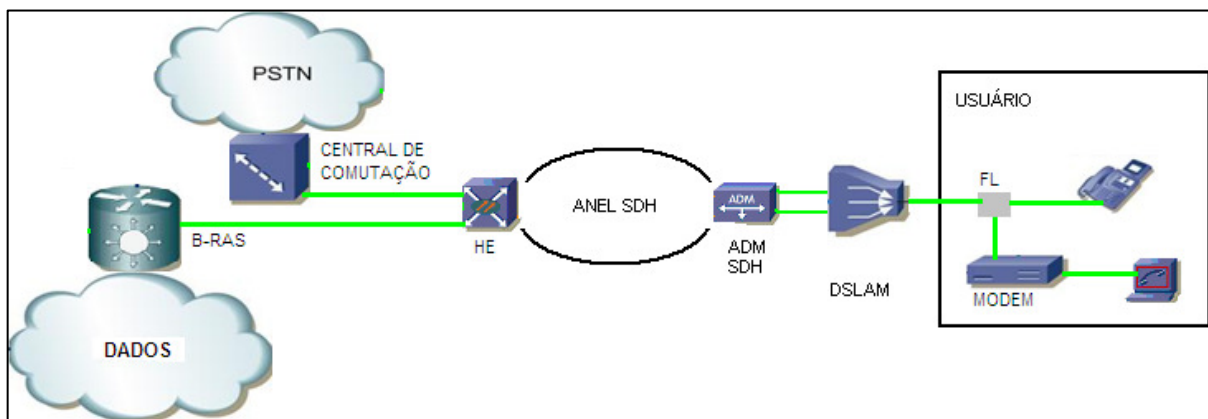 PSTN
CENTRAL DE
COMUTAÇÃO
B-RAS
DADOS
HE
ANEL SDH
ADM
ADM
SDH
DSLAM
USUÁRIO
FL
MODEM